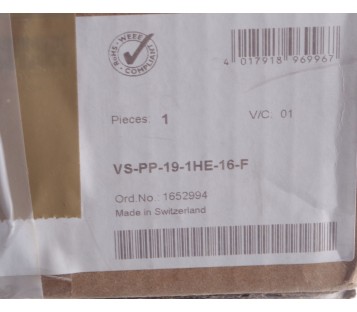 RoHS - WEEE
COMPLIANT
4 017918 969967
Pieces: 1
V/C. 01
VS-PP-19-1HE-16-F
Ord.No.: 1652994
Made in Switzerland